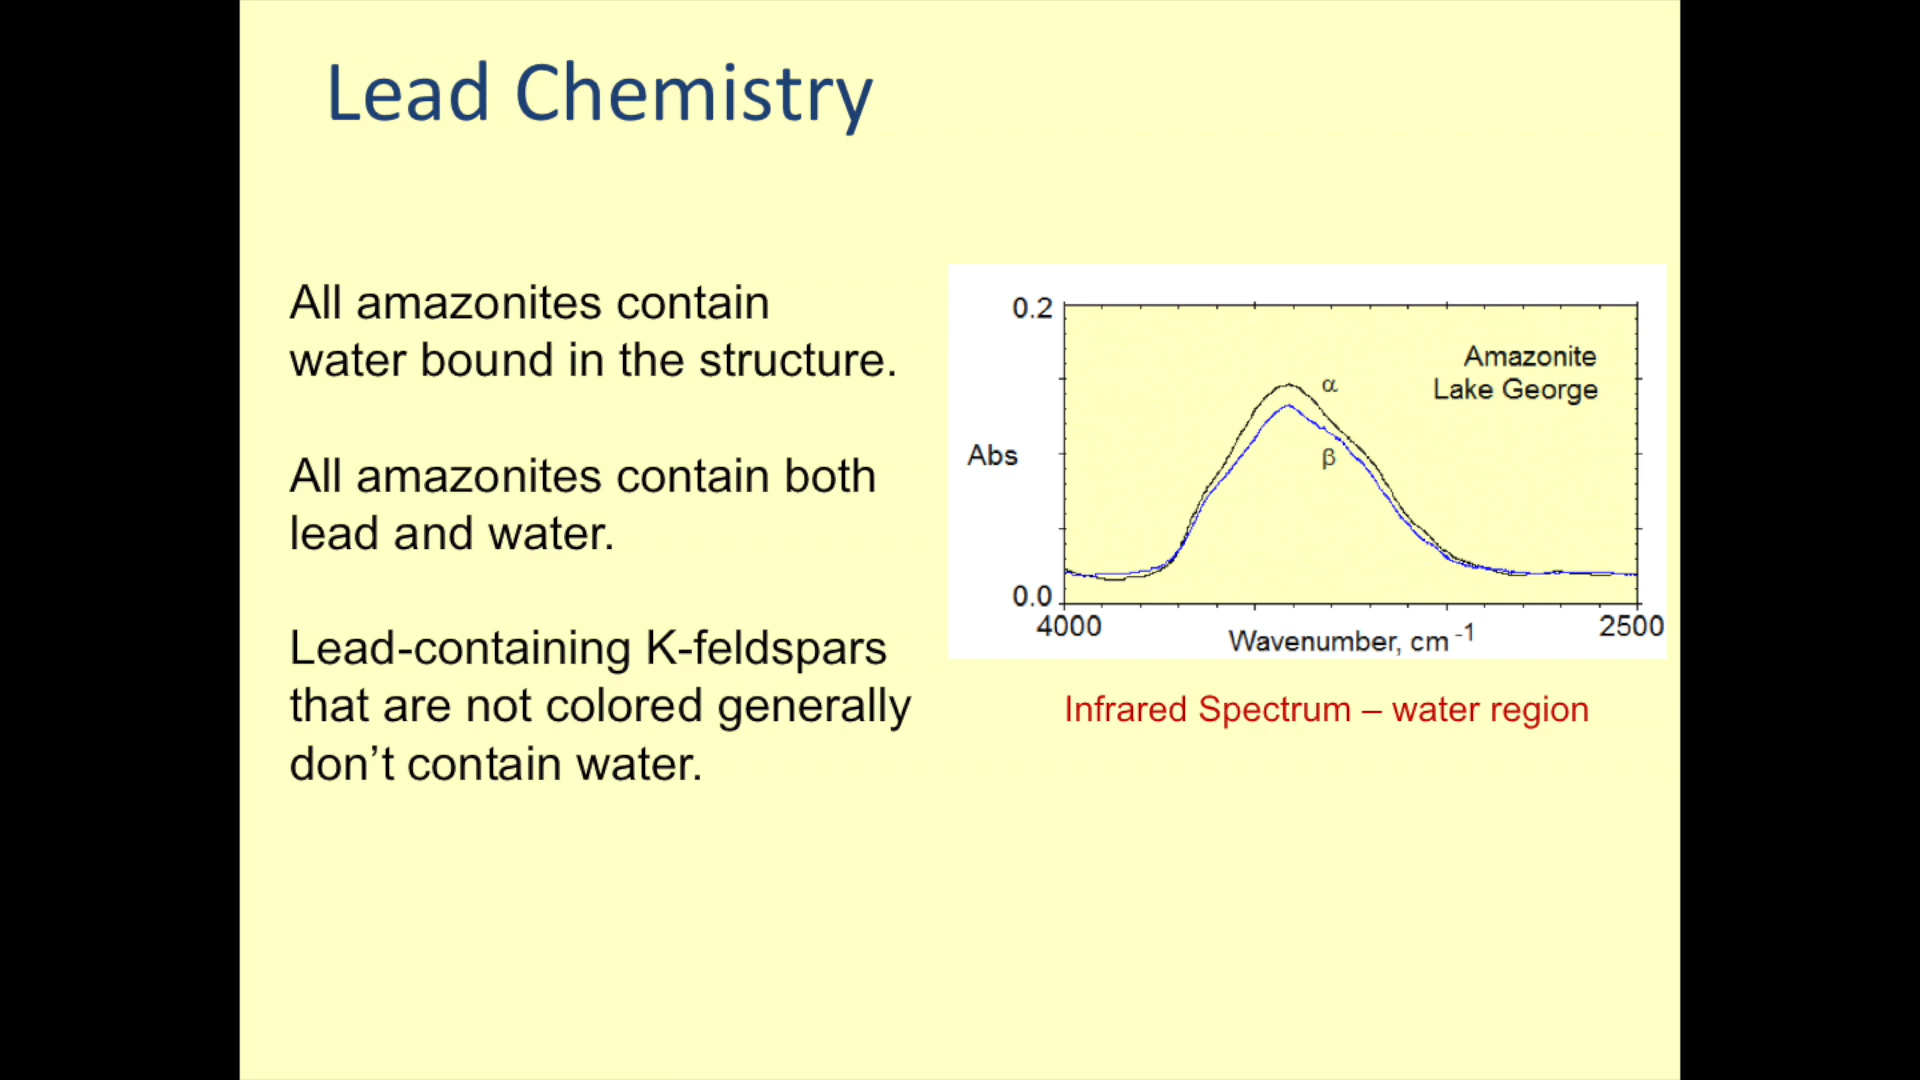 Lead Chemistry
All amazonites contain
water bound in the structure.
All amazonites contain both
lead and water.
Lead-containing K-feldspars
that are not colored generally
don’t contain water.
0.2
Amazonite
Lake George
α
Abs
β
0.0
4000
2500
Wavenumber, cm -1
Infrared Spectrum – water region